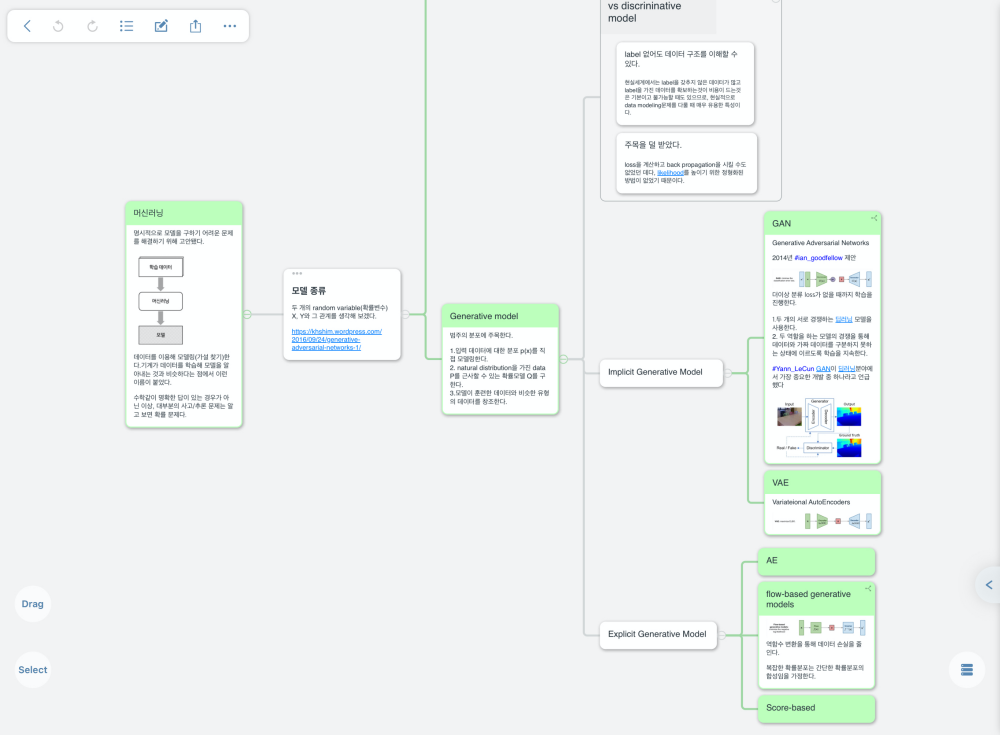 vs discrininative
model
label 없어도 데이터 구조를 이해할 수
있다.
현실세계에서는 label을 갖추지 않은 데이터가 많고
label을 가진 데이터를 확보하는것이 비용이 드는것
은 기본이고 불가능할 때도 있으므로, 현실적으로
data modeling문제를 다룰 때 매우 유용한 특성이
다.
주목을 덜 받았다.
loss을 계산하고 back propagation을 시킬 수도
없었던 데다, likelihood를 높이기 위한 정형화된
방법이 없었기 때문이다.
머신러닝
명시적으로 모델을 구하기 어려운 문제
를 해결하기 위해 고안됐다.
학습 데이터
머신러닝
모델
데이터를 이용해 모델링(가설 찾기)한
다.기계가 데이터를 학습해 모델을 알
아내는 것과 비슷하다는 점에서 이런
이름이 붙었다.
수학같이 명확한 답이 있는 경우가 아
닌 이상, 대부분의 사고/추론 문제는 알
고 보면 확률 문제다.
모델 종류
두 개의 random variable(확률변수)
X, Y와 그 관계를 생각해 보겠다.
https://khshim.wordpress.com/
2016/09/24/generative-
adversarial-networks-1/
Generative model
범주의 분포에 주목한다.
1.입력 데이터에 대한 분포 p(x)를 직
접 모델링한다.
2. natural distribution을 가진 data
P를 근사할 수 있는 확률모델 Q를 구
한다.
3.모델이 훈련한 데이터와 비슷한 유형
의 데이터를 창조한다.
Implicit Generative Model
GAN
Generative Adversarial Networks
2014년 #ian_goodfellow 제안
더이상 분류 loss가 없을 때까지 학습을
진행한다.
1.두 개의 서로 경쟁하는 딥러닝 모델을
사용한다.
2. 두 역할을 하는 모델의 경쟁을 통해
데이터와 가짜 데이터를 구분하지 못하
는 상태에 이르도록 학습을 지속한다.
#Yann_LeCun GAN이 딥러닝분야에
서 가장 중요한 개발 중 하나라고 언급
했다
Input
Generator
Output
Ground truth
Real / Fake
Discriminator
VAE
Variateional AutoEncoders
AE
flow-based generative
models
역함수 변환을 통해 데이터 손실을 줄
인다.
복잡한 확률분포는 간단한 확률분포의
합성임을 가정한다.
Explicit Generative Model
Score-based
Drag
Select